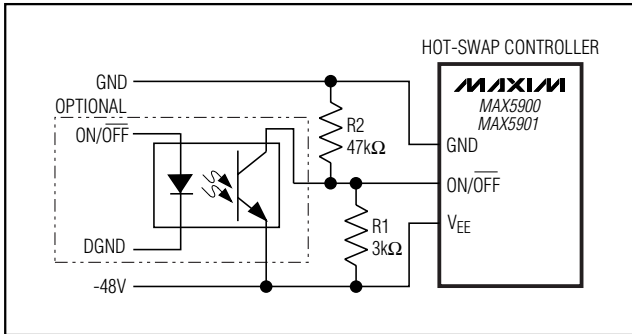 HOT-SWAP CONTROLLER
MAXIM
MAX5900
MAX5901
GND
OPTIONAL
ON/OFF
R2
47kΩ
GND
ON/OFF
R1
3kΩ
VEE
DGND
-48V